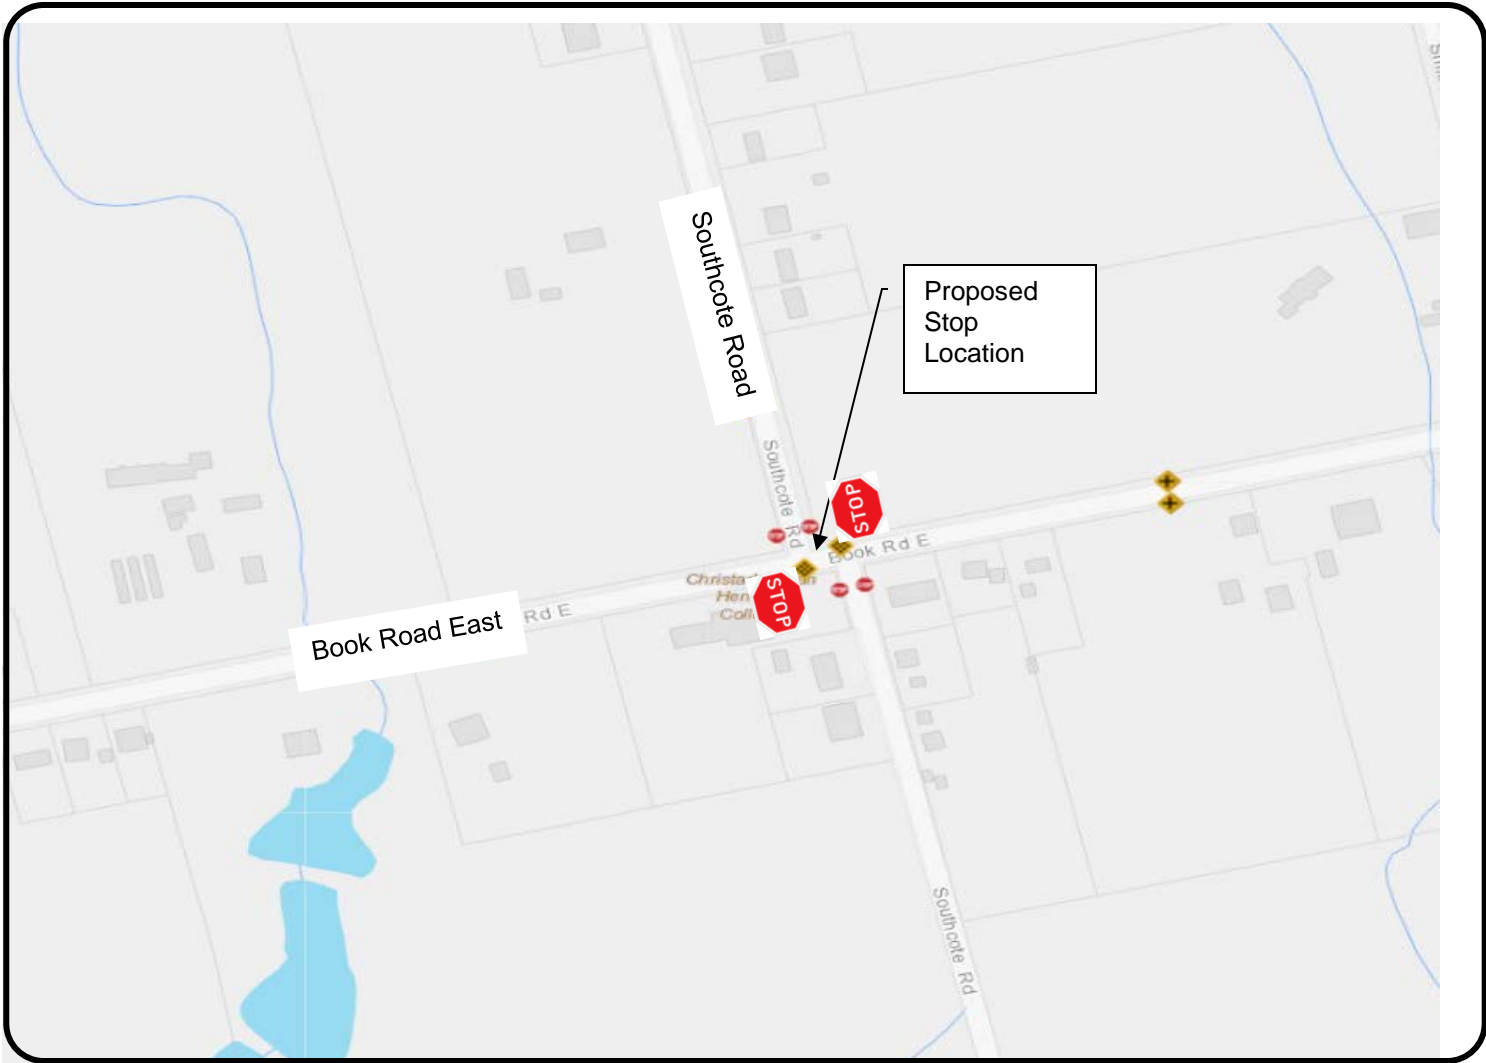 Southcote Road
Proposed
Stop
Location
Southcote Rd
STOP
Book Rd E
STOP
Rd E
Book Road East
Southcote Rd